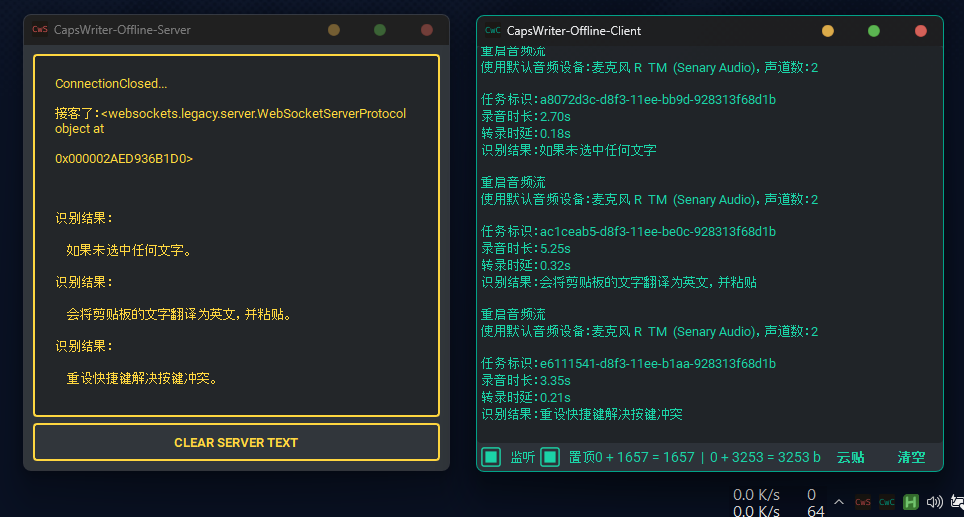 CwS CapsWriter-Offline-Server
ConnectionClosed...
接客了:<websockets.legacy.server.WebSocketServerProtocol
object at
0x000002AED936B1D0>
识别结果:
如果未选中任何文字。
识别结果:
会将剪贴板的文字翻译为英文，并粘贴。
识别结果:
重设快捷键解决按键冲突。
CLEAR SERVER TEXT
CwC CapsWriter-Offline-Client
重启音频流
使用默认音频设备:麦克风 R TM (Senary Audio)，声道数:2
任务标识:a8072d3c-d8f3-11ee-bb9d-928313f68d1b
录音时长:2.70s
转录时延:0.18s
识别结果:如果未选中任何文字
重启音频流
使用默认音频设备:麦克风 R TM (Senary Audio)，声道数:2
任务标识:ac1ceab5-d8f3-11ee-be0c-928313f68d1b
录音时长:5.25s
转录时延:0.32s
识别结果:会将剪贴板的文字翻译为英文，并粘贴
重启音频流
使用默认音频设备:麦克风 R TM (Senary Audio)，声道数:2
任务标识:e6111541-d8f3-11ee-b1aa-928313f68d1b
录音时长:3.35s
转录时延:0.21s
识别结果:重设快捷键解决按键冲突
监听 置顶0 + 1657 = 1657 | 0 + 3253 = 3253 b 云贴 清空
0.0 K/s 0 CwS CwC H
0.0 K/s 64